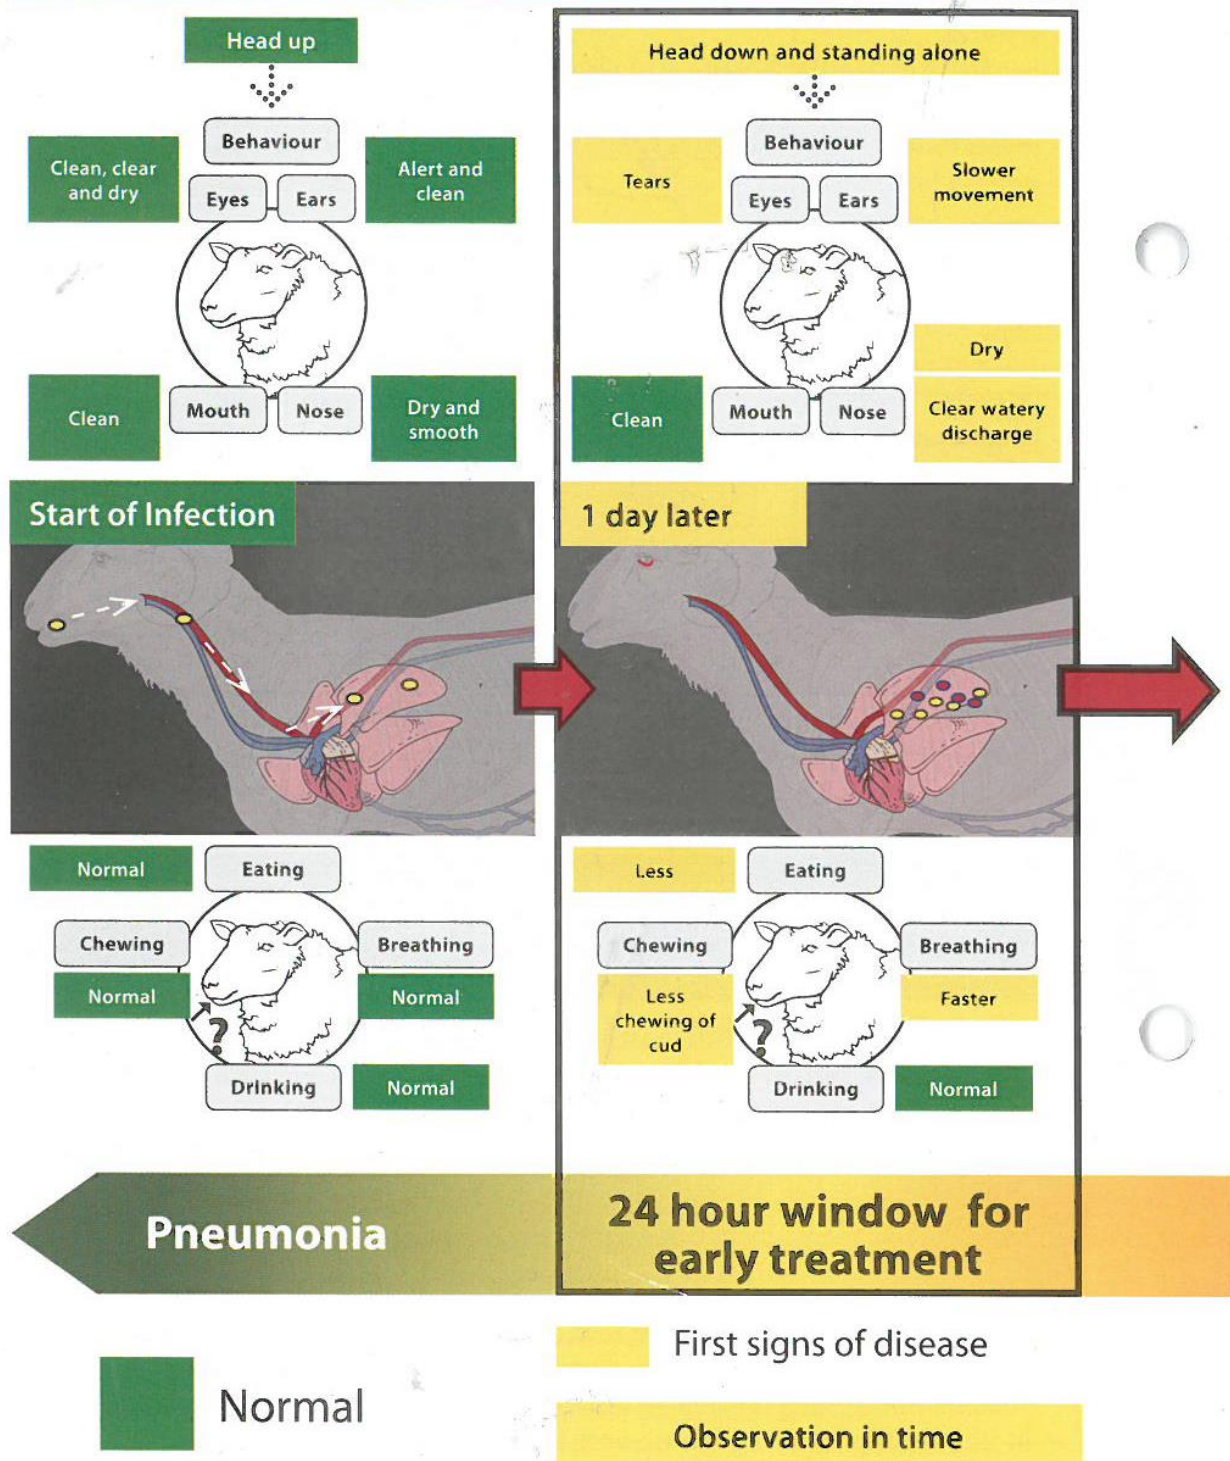 Head up
Behaviour
Clean, clear
and dry
Eyes
Ears
Alert and
clean
Clean
Mouth
Nose
Dry and
smooth
Head down and standing alone
Behaviour
Tears
Eyes
Ears
Slower
movement
Dry
Clean
Mouth
Nose
Clear watery
discharge
Start of Infection
1 day later
Normal
Eating
Chewing
Breathing
Normal
Normal
?
Drinking
Normal
Less
Eating
Chewing
Breathing
Less
chewing of
cud
Faster
?
Drinking
Normal
Pneumonia
24 hour window for
early treatment
Normal
First signs of disease
Observation in time